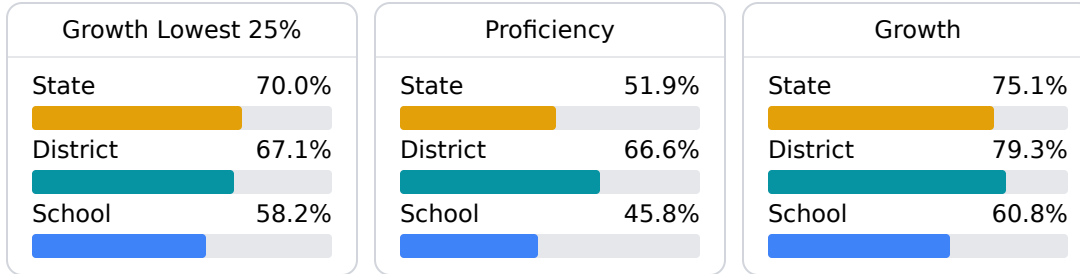 Growth Lowest 25%
State 70.0%
District 67.1%
School 58.2%
Proficiency
State 51.9%
District 66.6%
School 45.8%
Growth
State 75.1%
District 79.3%
School 60.8%